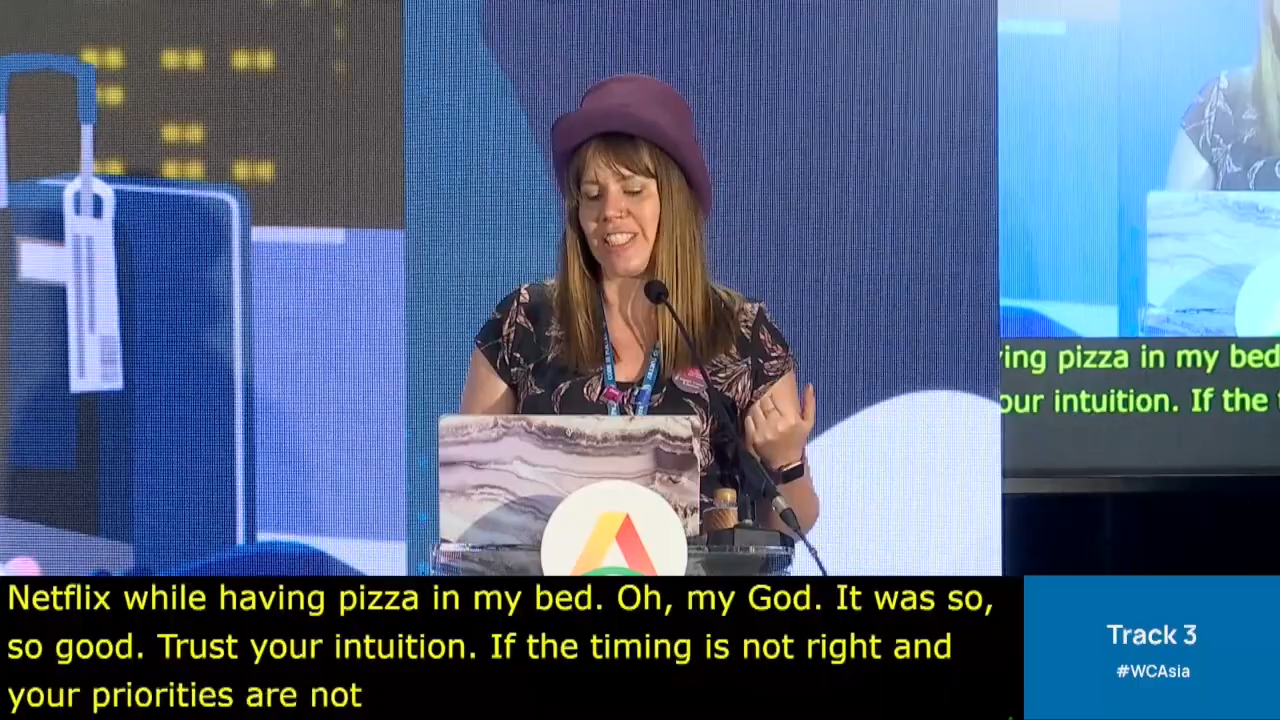 ving pizza in my bed
our intuition. If the
Netflix while having pizza in my bed. Oh, my God. It was so,
so good. Trust your intuition. If the timing is not right and
your priorities are not
Track 3
#WCAsia